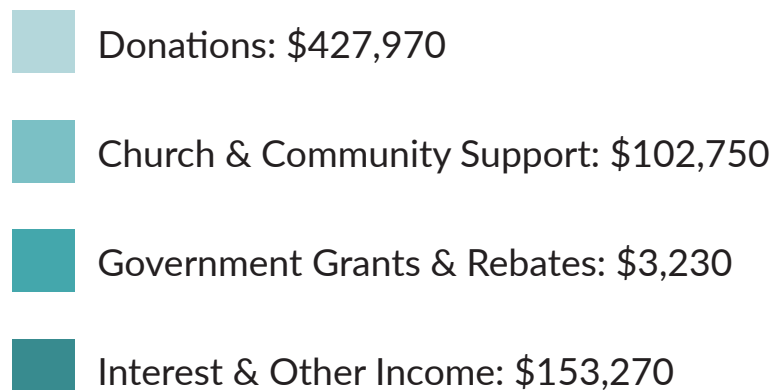 Donations: $427,970
Church & Community Support: $102,750
Government Grants & Rebates: $3,230
Interest & Other Income: $153,270